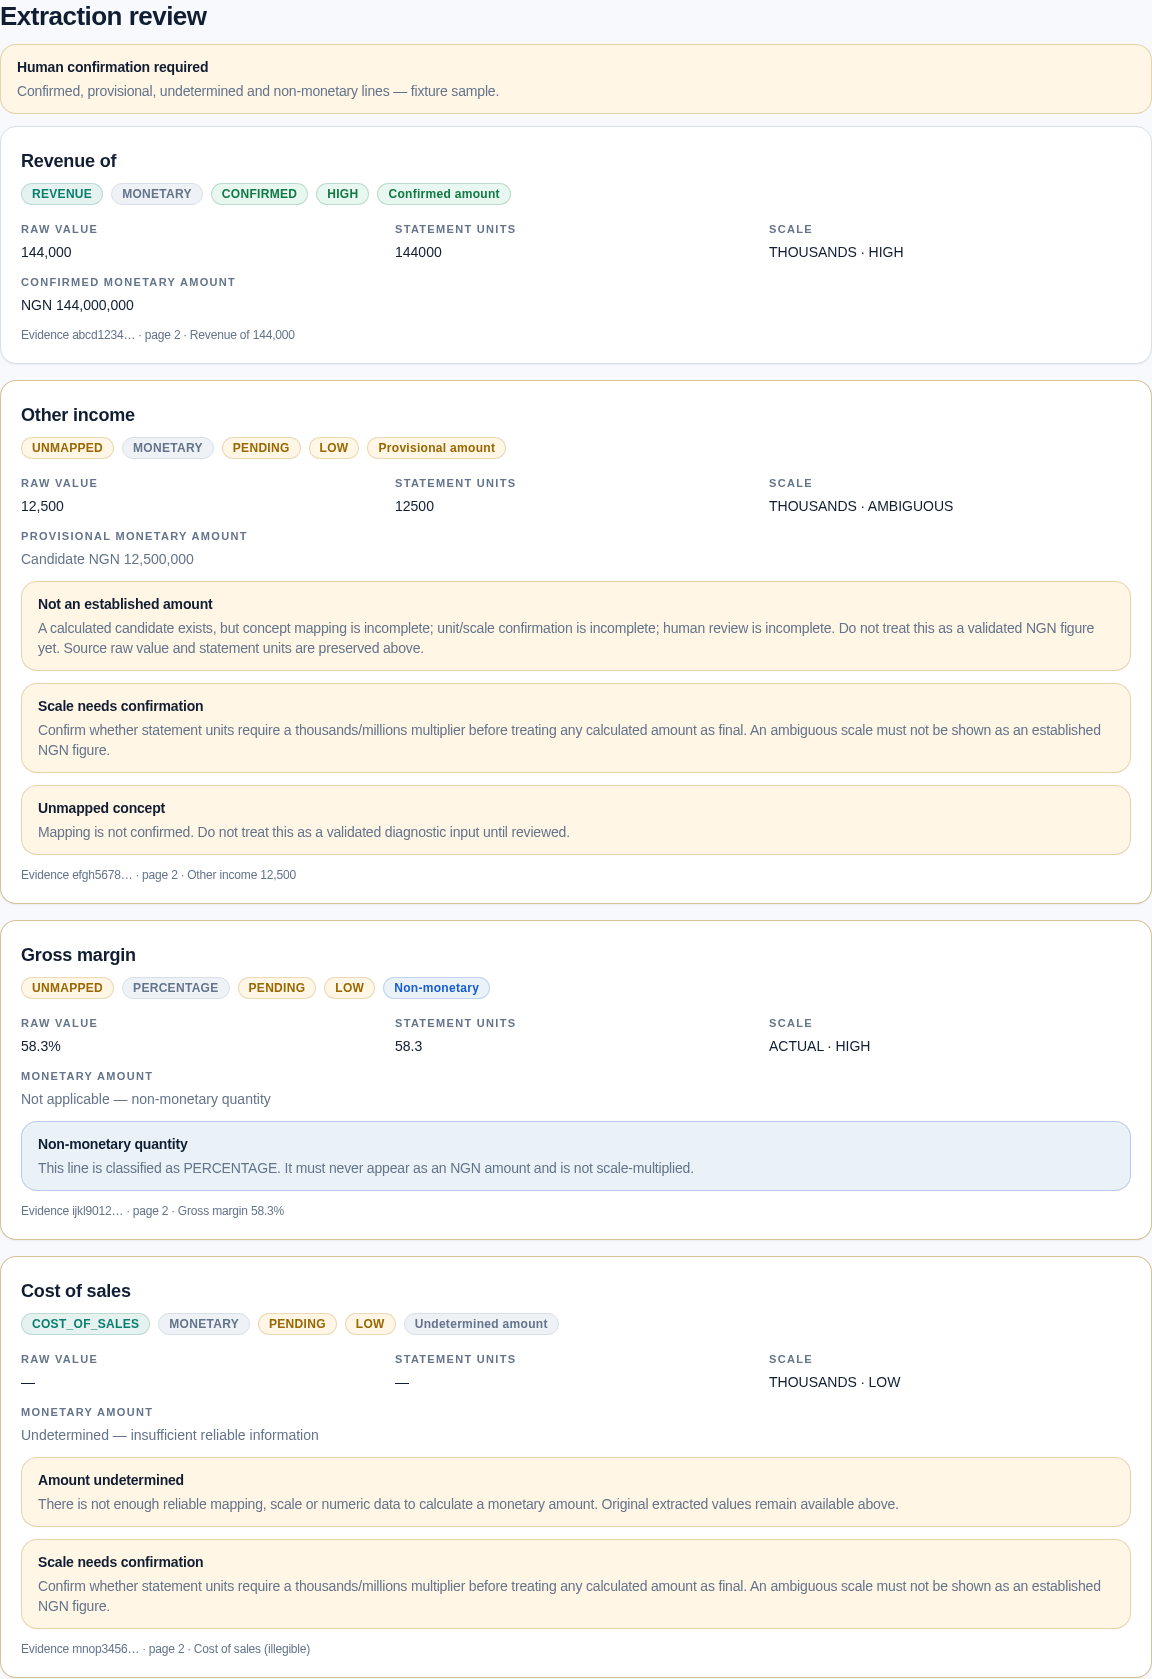 Extraction review
Human confirmation required
Confirmed, provisional, undetermined and non-monetary lines — fixture sample.
Revenue of
REVENUE MONETARY CONFIRMED HIGH Confirmed amount
RAW VALUE STATEMENT UNITS SCALE
144,000 144000 THOUSANDS · HIGH
CONFIRMED MONETARY AMOUNT
NGN 144,000,000
Evidence abcd1234… · page 2 · Revenue of 144,000
Other income
UNMAPPED MONETARY PENDING LOW Provisional amount
RAW VALUE STATEMENT UNITS SCALE
12,500 12500 THOUSANDS · AMBIGUOUS
PROVISIONAL MONETARY AMOUNT
Candidate NGN 12,500,000
Not an established amount
A calculated candidate exists, but concept mapping is incomplete; unit/scale confirmation is incomplete; human review is incomplete. Do not treat this as a validated NGN figure
yet. Source raw value and statement units are preserved above.
Scale needs confirmation
Confirm whether statement units require a thousands/millions multiplier before treating any calculated amount as final. An ambiguous scale must not be shown as an established
NGN figure.
Unmapped concept
Mapping is not confirmed. Do not treat this as a validated diagnostic input until reviewed.
Evidence efgh5678… · page 2 · Other income 12,500
Gross margin
UNMAPPED PERCENTAGE PENDING LOW Non-monetary
RAW VALUE STATEMENT UNITS SCALE
58.3% 58.3 ACTUAL · HIGH
MONETARY AMOUNT
Not applicable — non-monetary quantity
Non-monetary quantity
This line is classified as PERCENTAGE. It must never appear as an NGN amount and is not scale-multiplied.
Evidence ijkl9012… · page 2 · Gross margin 58.3%
Cost of sales
COST_OF_SALES MONETARY PENDING LOW Undetermined amount
RAW VALUE STATEMENT UNITS SCALE
— — THOUSANDS · LOW
MONETARY AMOUNT
Undetermined — insufficient reliable information
Amount undetermined
There is not enough reliable mapping, scale or numeric data to calculate a monetary amount. Original extracted values remain available above.
Scale needs confirmation
Confirm whether statement units require a thousands/millions multiplier before treating any calculated amount as final. An ambiguous scale must not be shown as an established
NGN figure.
Evidence mnop3456… · page 2 · Cost of sales (illegible)